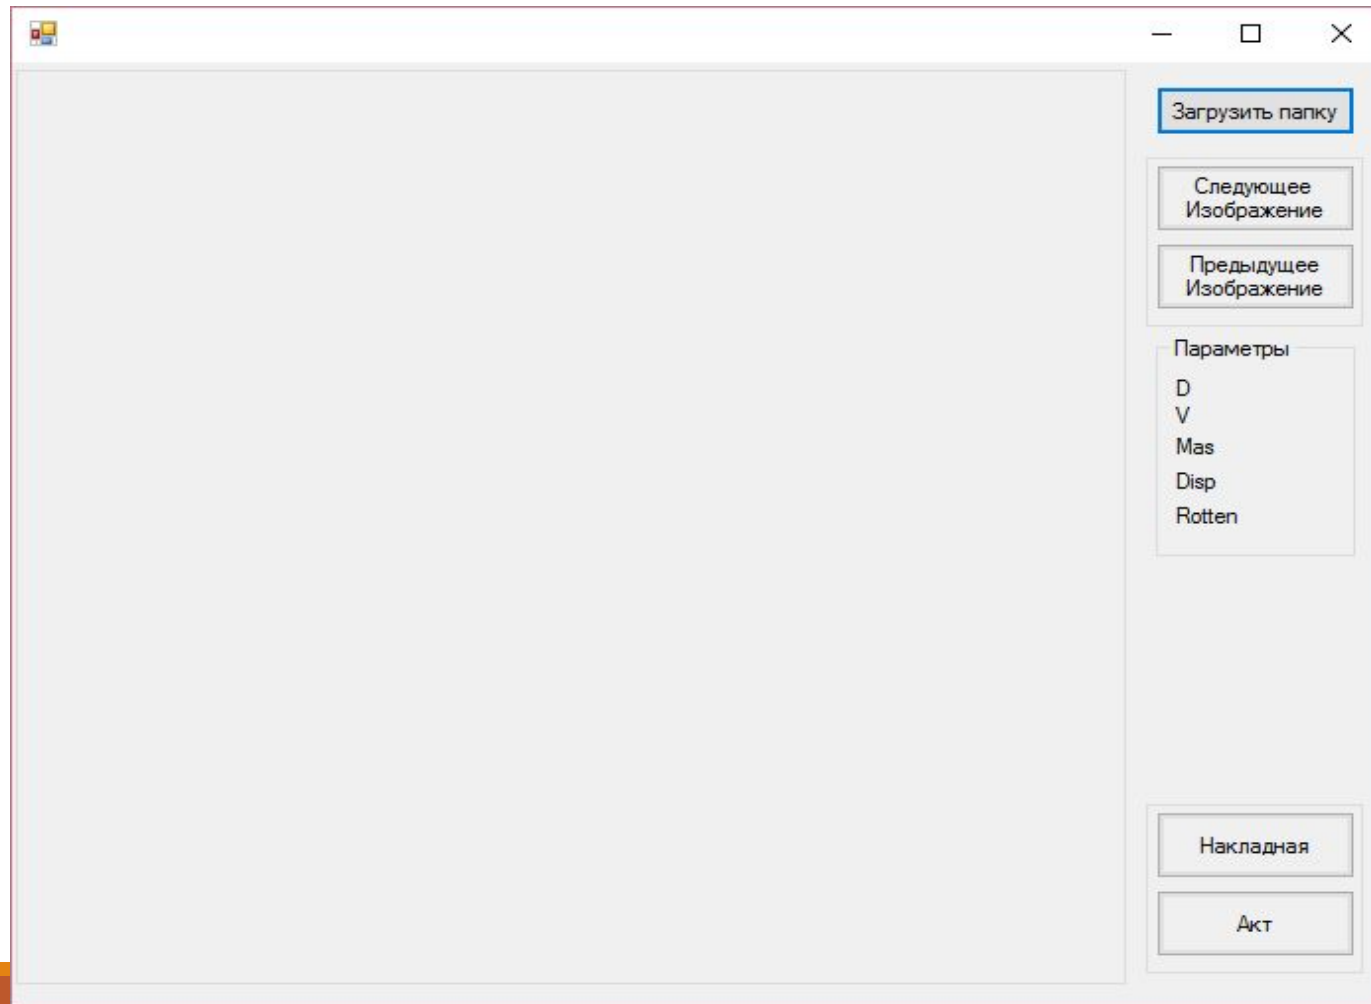 Загрузить папку
Следующее
Изображение
Предыдущее
Изображение
Параметры
D
V
Mas
Disp
Rotten
Накладная
Акт